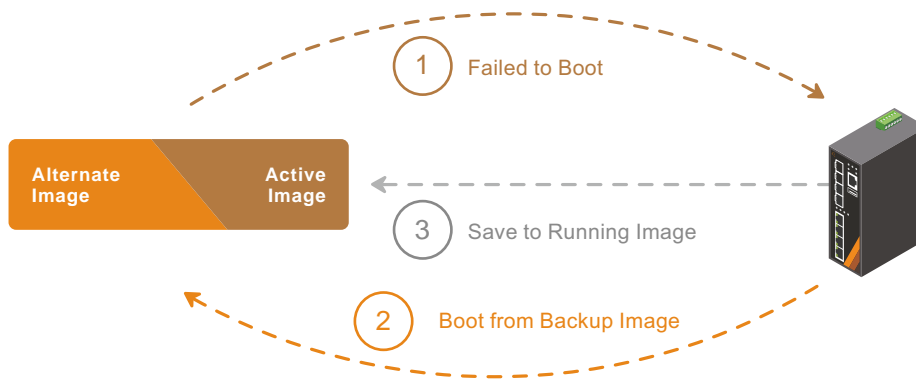 1
Failed to Boot
Alternate
Image
Active
Image
3
Save to Running Image
2
Boot from Backup Image